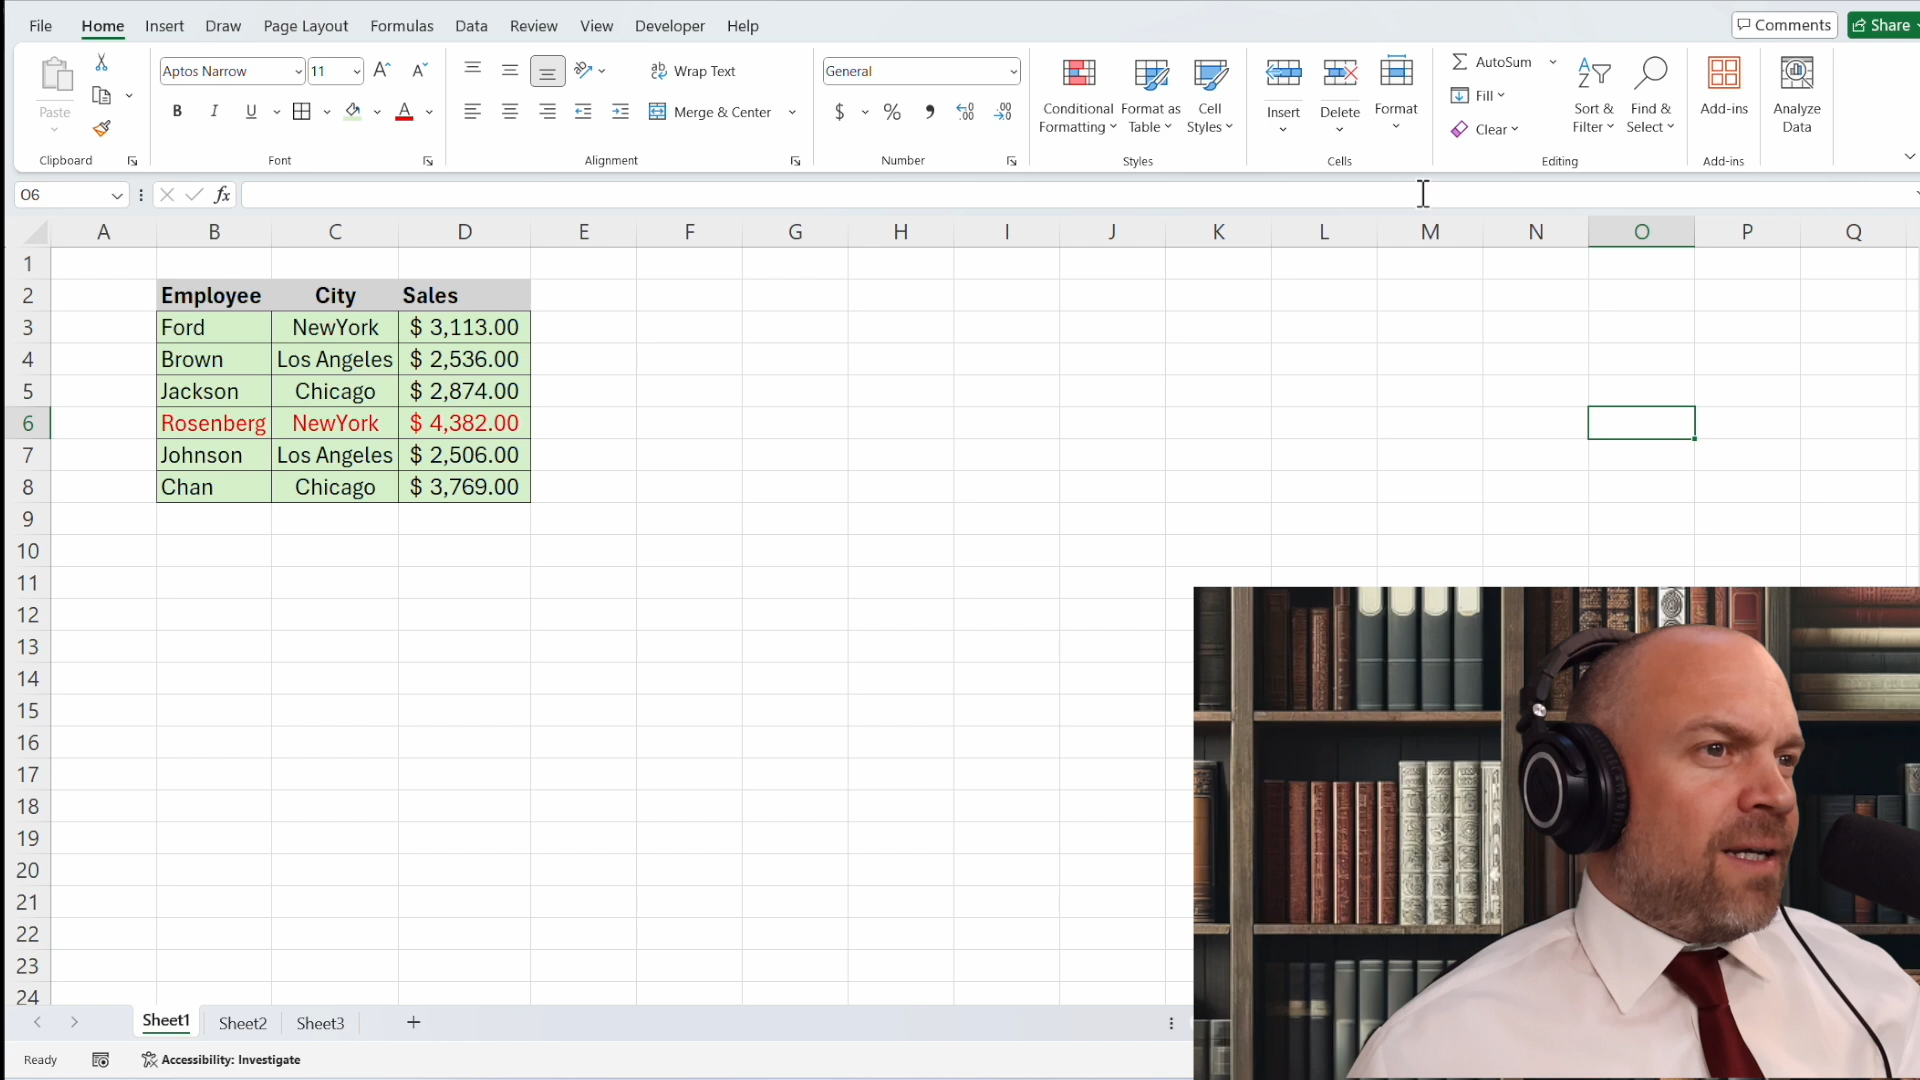 File Home Insert Draw Page Layout Formulas Data Review View Developer Help Comments Share
Paste
Clipboard
Aptos Narrow 11
B I U
Font
Wrap Text
Merge & Center
Alignment
General
$ % ,
Number
Conditional Formatting
Format as Table
Cell Styles
Styles
Insert
Delete
Format
Cells
AutoSum
Fill
Clear
Sort & Filter
Find & Select
Editing
Add-ins
Add-ins
Analyze Data
O6 fx
A B C D E F G H I J K L M N O P Q
1
2 Employee City Sales
3 Ford NewYork $ 3,113.00
4 Brown Los Angeles $ 2,536.00
5 Jackson Chicago $ 2,874.00
6 Rosenberg NewYork $ 4,382.00
7 Johnson Los Angeles $ 2,506.00
8 Chan Chicago $ 3,769.00
9
10
11
12
13
14
15
16
17
18
19
20
21
22
23
24
Sheet1 Sheet2 Sheet3 +
Ready Accessibility: Investigate